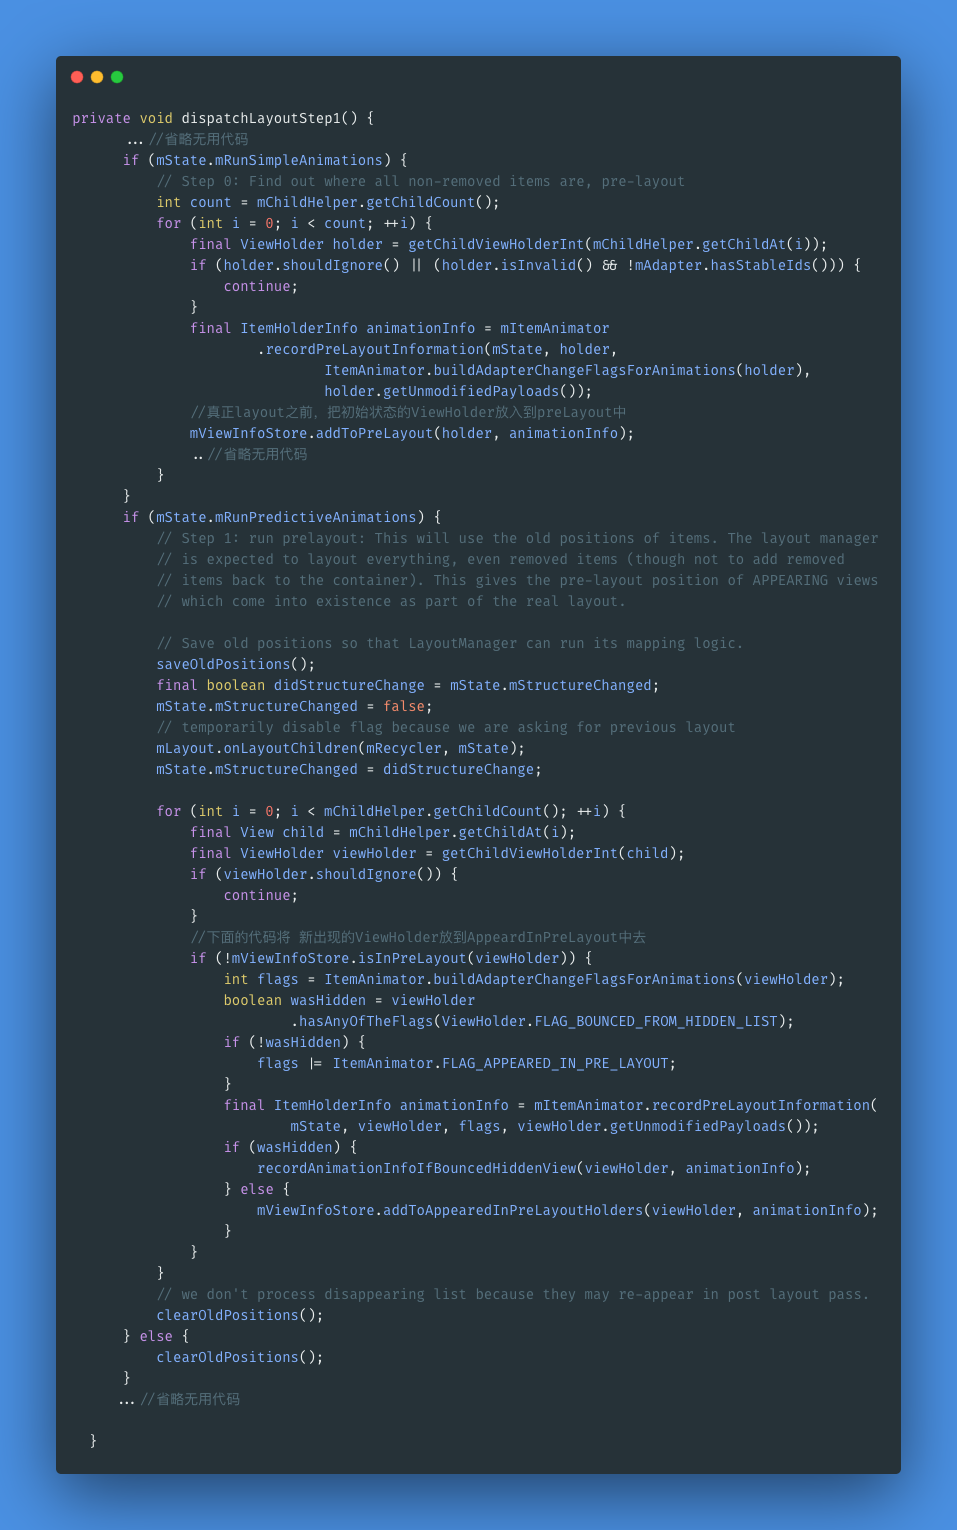 private void dispatchLayoutStep1() {
...//省略无用代码
if (mState.mRunSimpleAnimations) {
// Step 0: Find out where all non-removed items are, pre-layout
int count = mChildHelper.getChildCount();
for (int i = 0; i < count; ++i) {
final ViewHolder holder = getChildViewHolderInt(mChildHelper.getChildAt(i));
if (holder.shouldIgnore() || (holder.isInvalid() && !mAdapter.hasStableIds())) {
continue;
}
final ItemHolderInfo animationInfo = mItemAnimator
.recordPreLayoutInformation(mState, holder,
ItemAnimator.buildAdapterChangeFlagsForAnimations(holder),
holder.getUnmodifiedPayloads());
//真正layout之前，把初始状态的ViewHolder放入到preLayout中
mViewInfoStore.addToPreLayout(holder, animationInfo);
..//省略无用代码
}
}
if (mState.mRunPredictiveAnimations) {
// Step 1: run prelayout: This will use the old positions of items. The layout manager
// is expected to layout everything, even removed items (though not to add removed
// items back to the container). This gives the pre-layout position of APPEARING views
// which come into existence as part of the real layout.
// Save old positions so that LayoutManager can run its mapping logic.
saveOldPositions();
final boolean didStructureChange = mState.mStructureChanged;
mState.mStructureChanged = false;
// temporarily disable flag because we are asking for previous layout
mLayout.onLayoutChildren(mRecycler, mState);
mState.mStructureChanged = didStructureChange;
for (int i = 0; i < mChildHelper.getChildCount(); ++i) {
final View child = mChildHelper.getChildAt(i);
final ViewHolder viewHolder = getChildViewHolderInt(child);
if (viewHolder.shouldIgnore()) {
continue;
}
//下面的代码将 新出现的ViewHolder放到AppeardInPreLayout中去
if (!mViewInfoStore.isInPreLayout(viewHolder)) {
int flags = ItemAnimator.buildAdapterChangeFlagsForAnimations(viewHolder);
boolean wasHidden = viewHolder
.hasAnyOfTheFlags(ViewHolder.FLAG_BOUNCED_FROM_HIDDEN_LIST);
if (!wasHidden) {
flags |= ItemAnimator.FLAG_APPEARED_IN_PRE_LAYOUT;
}
final ItemHolderInfo animationInfo = mItemAnimator.recordPreLayoutInformation(
mState, viewHolder, flags, viewHolder.getUnmodifiedPayloads());
if (wasHidden) {
recordAnimationInfoIfBouncedHiddenView(viewHolder, animationInfo);
} else {
mViewInfoStore.addToAppearedInPreLayoutHolders(viewHolder, animationInfo);
}
}
}
// we don't process disappearing list because they may re-appear in post layout pass.
clearOldPositions();
} else {
clearOldPositions();
}
...//省略无用代码
}